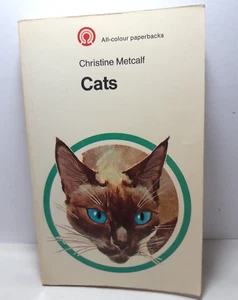 All-colour paperbacks
Christine Metcalf
Cats